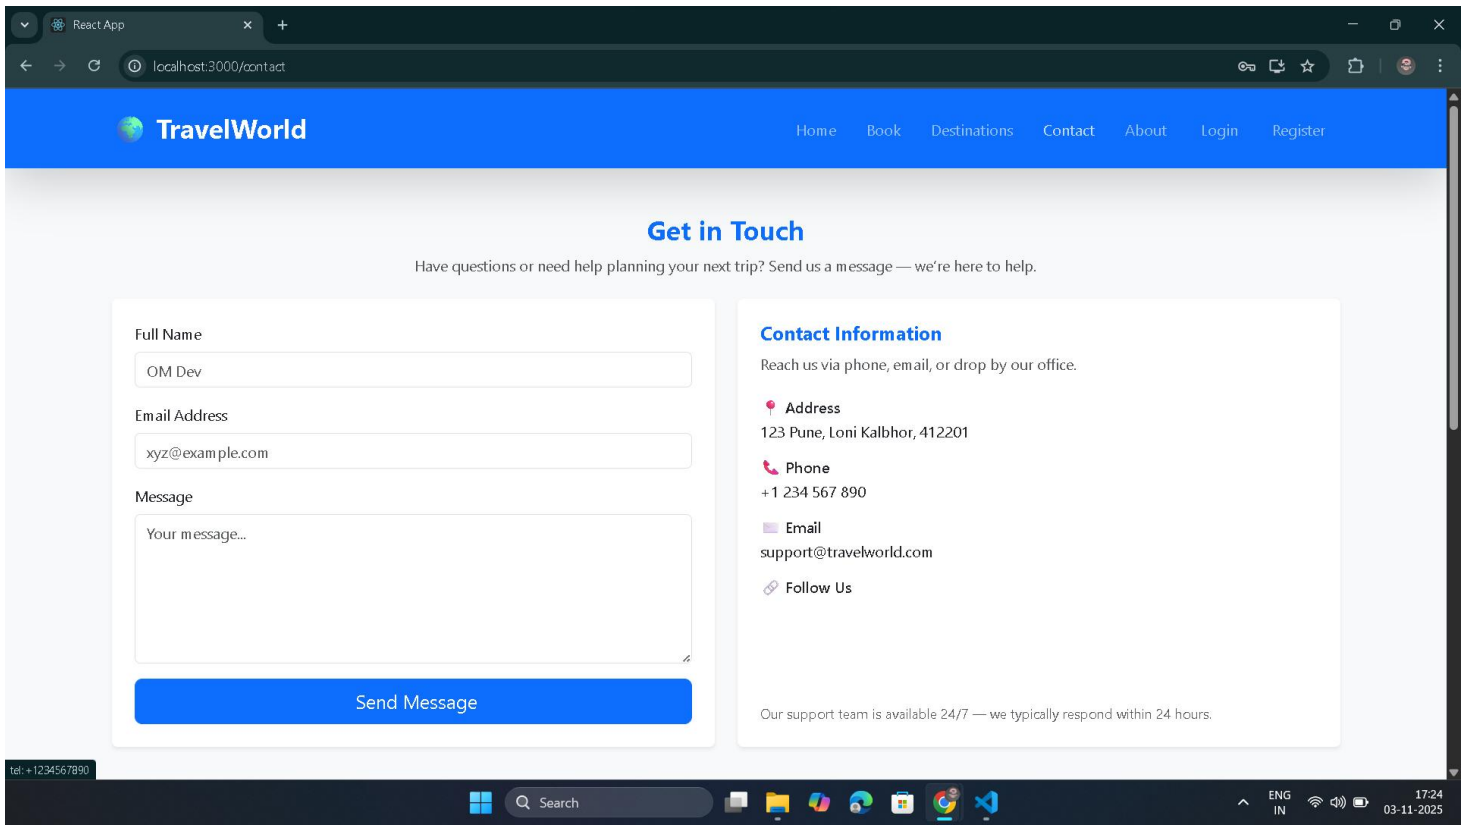 React App
localhost:3000/contact
TravelWorld
Home Book Destinations Contact About Login Register
Get in Touch
Have questions or need help planning your next trip? Send us a message — we’re here to help.
Full Name
OM Dev
Email Address
xyz@example.com
Message
Your message...
Send Message
Contact Information
Reach us via phone, email, or drop by our office.
Address
123 Pune, Loni Kalbhor, 412201
Phone
+1 234 567 890
Email
support@travelworld.com
Follow Us
Our support team is available 24/7 — we typically respond within 24 hours.
tel:+1234567890
Search
ENG
IN
17:24
03-11-2025